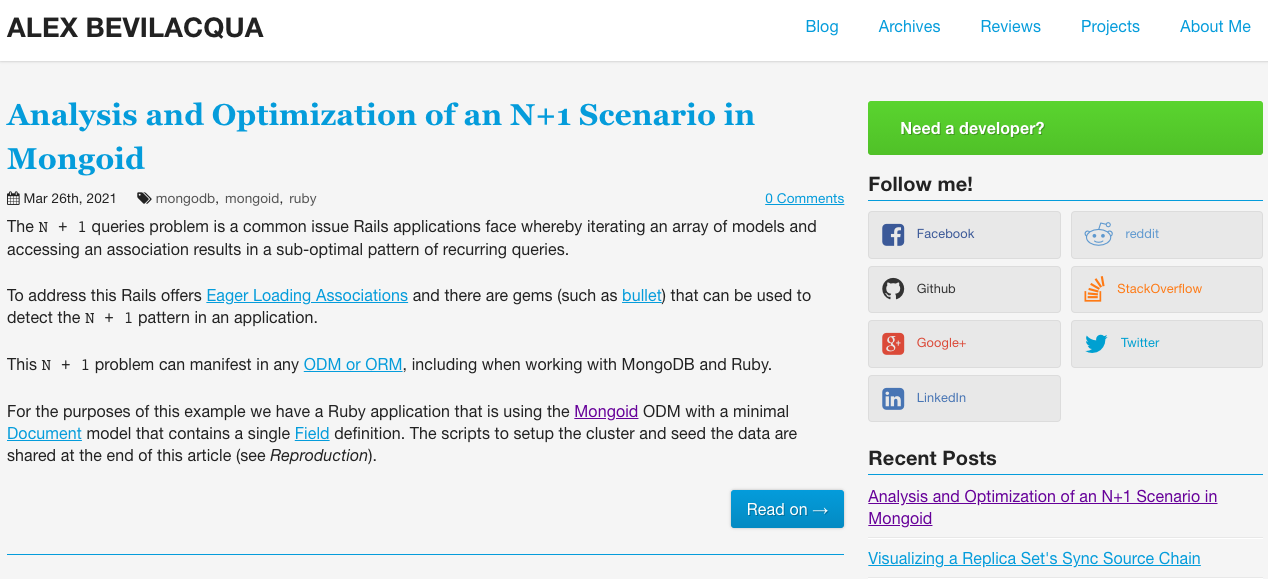 ALEX BEVILACQUA
Blog
Archives
Reviews
Projects
About Me
Analysis and Optimization of an N+1 Scenario in
Mongoid
Mar 26th, 2021
mongodb, mongoid, ruby
0 Comments
The N + 1 queries problem is a common issue Rails applications face whereby iterating an array of models and
accessing an association results in a sub-optimal pattern of recurring queries.
To address this Rails offers Eager Loading Associations and there are gems (such as bullet) that can be used to
detect the N + 1 pattern in an application.
This N + 1 problem can manifest in any ODM or ORM, including when working with MongoDB and Ruby.
For the purposes of this example we have a Ruby application that is using the Mongoid ODM with a minimal
Document model that contains a single Field definition. The scripts to setup the cluster and seed the data are
shared at the end of this article (see Reproduction).
Read on →
Need a developer?
Follow me!
Facebook
reddit
Github
StackOverflow
Google+
Twitter
LinkedIn
Recent Posts
Analysis and Optimization of an N+1 Scenario in
Mongoid
Visualizing a Replica Set's Sync Source Chain